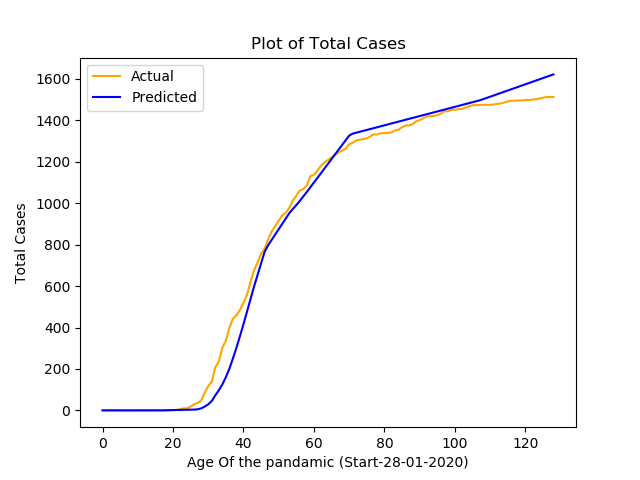 Plot of Total Cases
Actual
Predicted
1600
1400
1200
1000
800
600
400
200
0
Total Cases
0 20 40 60 80 100 120
Age Of the pandamic (Start-28-01-2020)